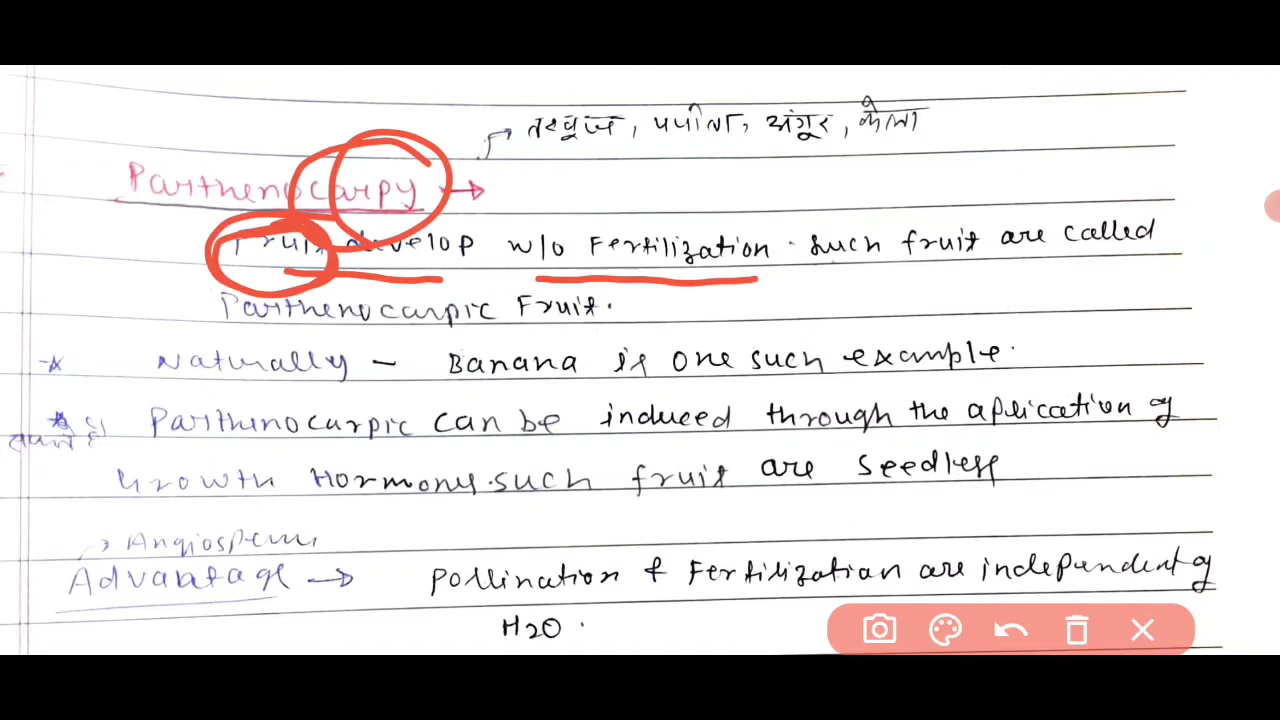 तरबूज, पपीता, अंगूर, केला
Parthenocarpy →
Fruit develop w/o Fertilization. Such fruit are called
Parthenocarpic Fruit.
Naturally - Banana is one such example.
Parthenocarpic can be induced through the aplication of
Growth Hormons. such fruit are seedless
Angiosperm
Advantage → Pollination & Fertilization are independent of
H2O.